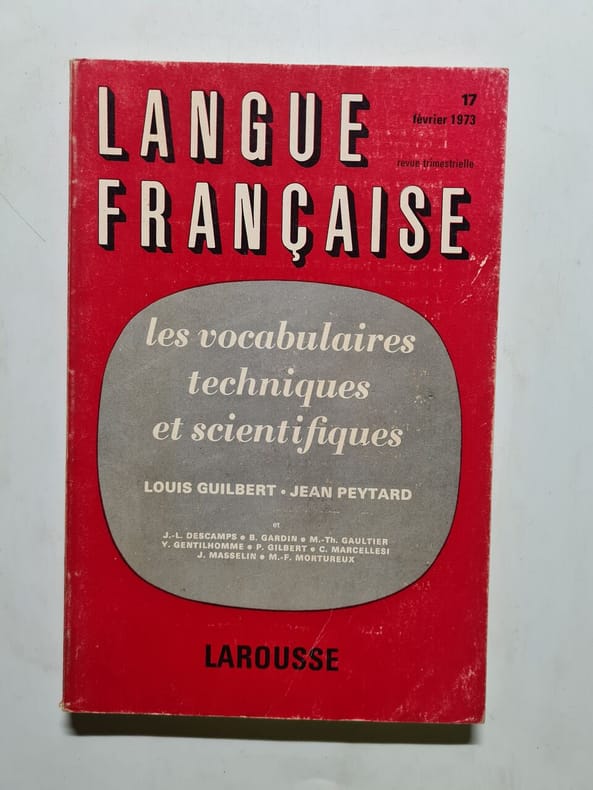 LANGUE
FRANÇAISE
17
février 1973
revue trimestrielle
les vocabulaires
techniques
et scientifiques
LOUIS GUILBERT • JEAN PEYTARD
et
J.-L. DESCAMPS • B. GARDIN • M.-Th. GAULTIER
Y. GENTILHOMME • P. GILBERT • C. MARCELLESI
J. MASSELIN • M.-F. MORTUREUX
LAROUSSE